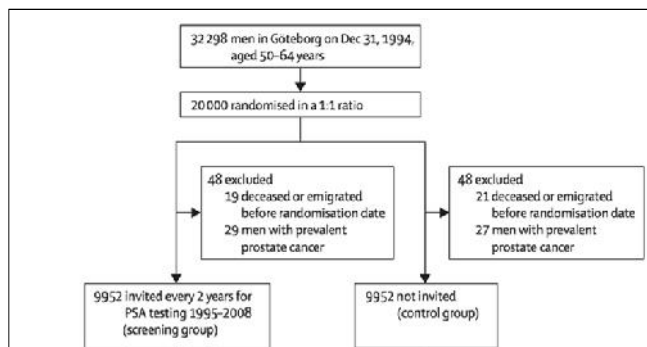 32 298 men in Göteborg on Dec 31, 1994,
aged 50–64 years
20 000 randomised in a 1:1 ratio
48 excluded
19 deceased or emigrated
before randomisation date
29 men with prevalent
prostate cancer
48 excluded
21 deceased or emigrated
before randomisation date
27 men with prevalent
prostate cancer
9952 invited every 2 years for
PSA testing 1995–2008
(screening group)
9952 not invited
(control group)